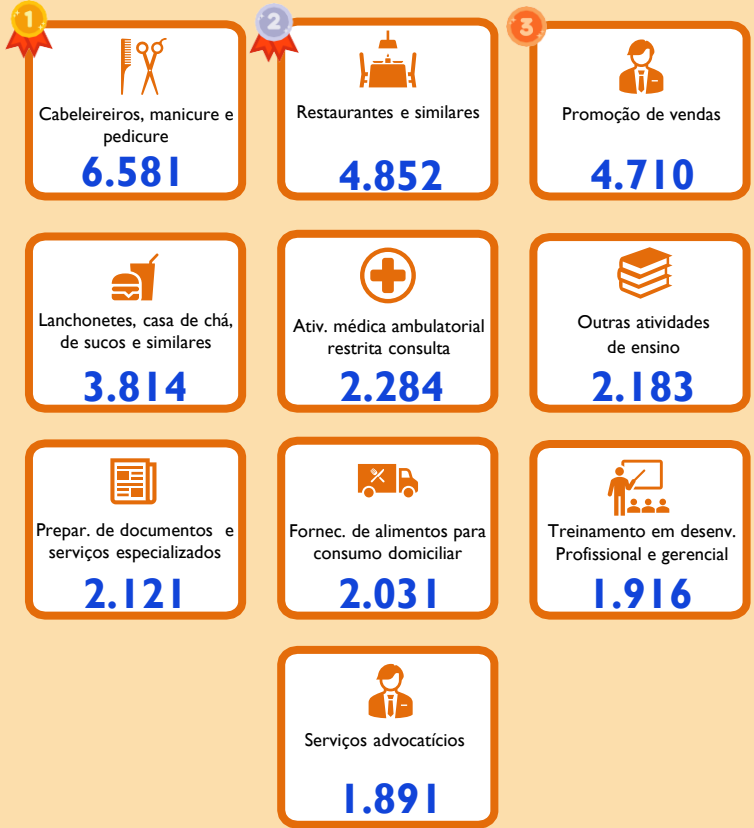 1
Cabeleireiros, manicure e
pedicure
6.581
2
Restaurantes e similares
4.852
3
Promoção de vendas
4.710
Lanchonetes, casa de chá,
de sucos e similares
3.814
Ativ. médica ambulatorial
restrita consulta
2.284
Outras atividades
de ensino
2.183
Prepar. de documentos e
serviços especializados
2.121
Fornec. de alimentos para
consumo domiciliar
2.031
Treinamento em desenv.
Profissional e gerencial
1.916
Serviços advocatícios
1.891